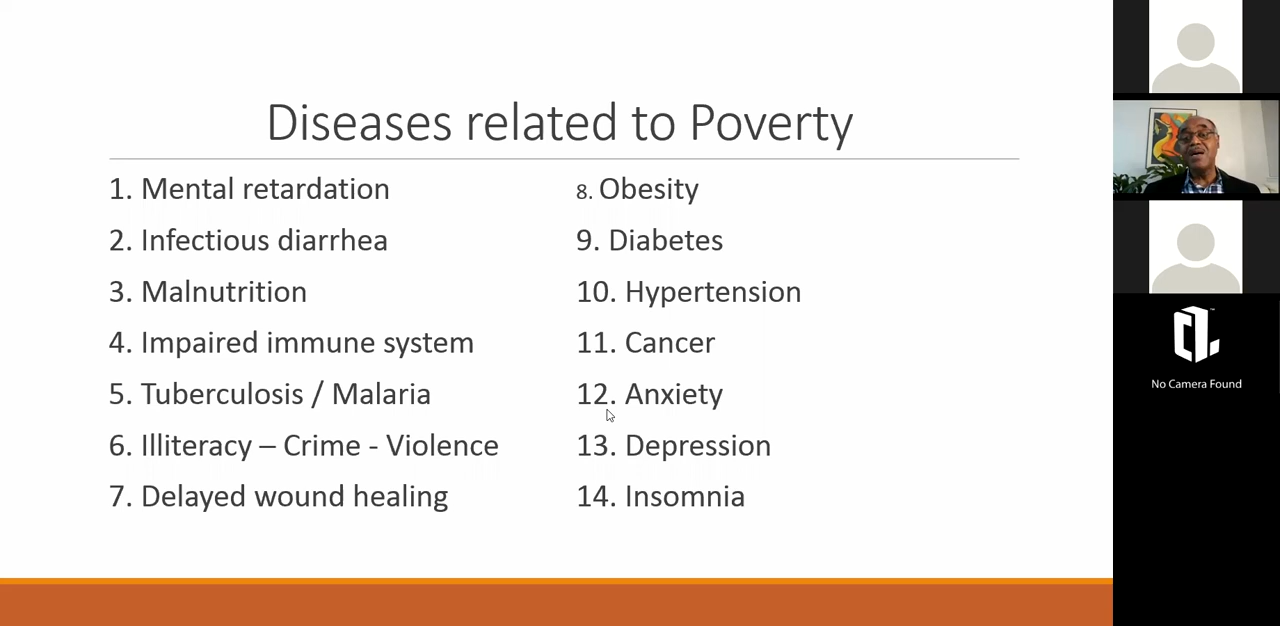 Diseases related to Poverty
1. Mental retardation
2. Infectious diarrhea
3. Malnutrition
4. Impaired immune system
5. Tuberculosis / Malaria
6. Illiteracy – Crime - Violence
7. Delayed wound healing
8. Obesity
9. Diabetes
10. Hypertension
11. Cancer
12. Anxiety
13. Depression
14. Insomnia
No Camera Found